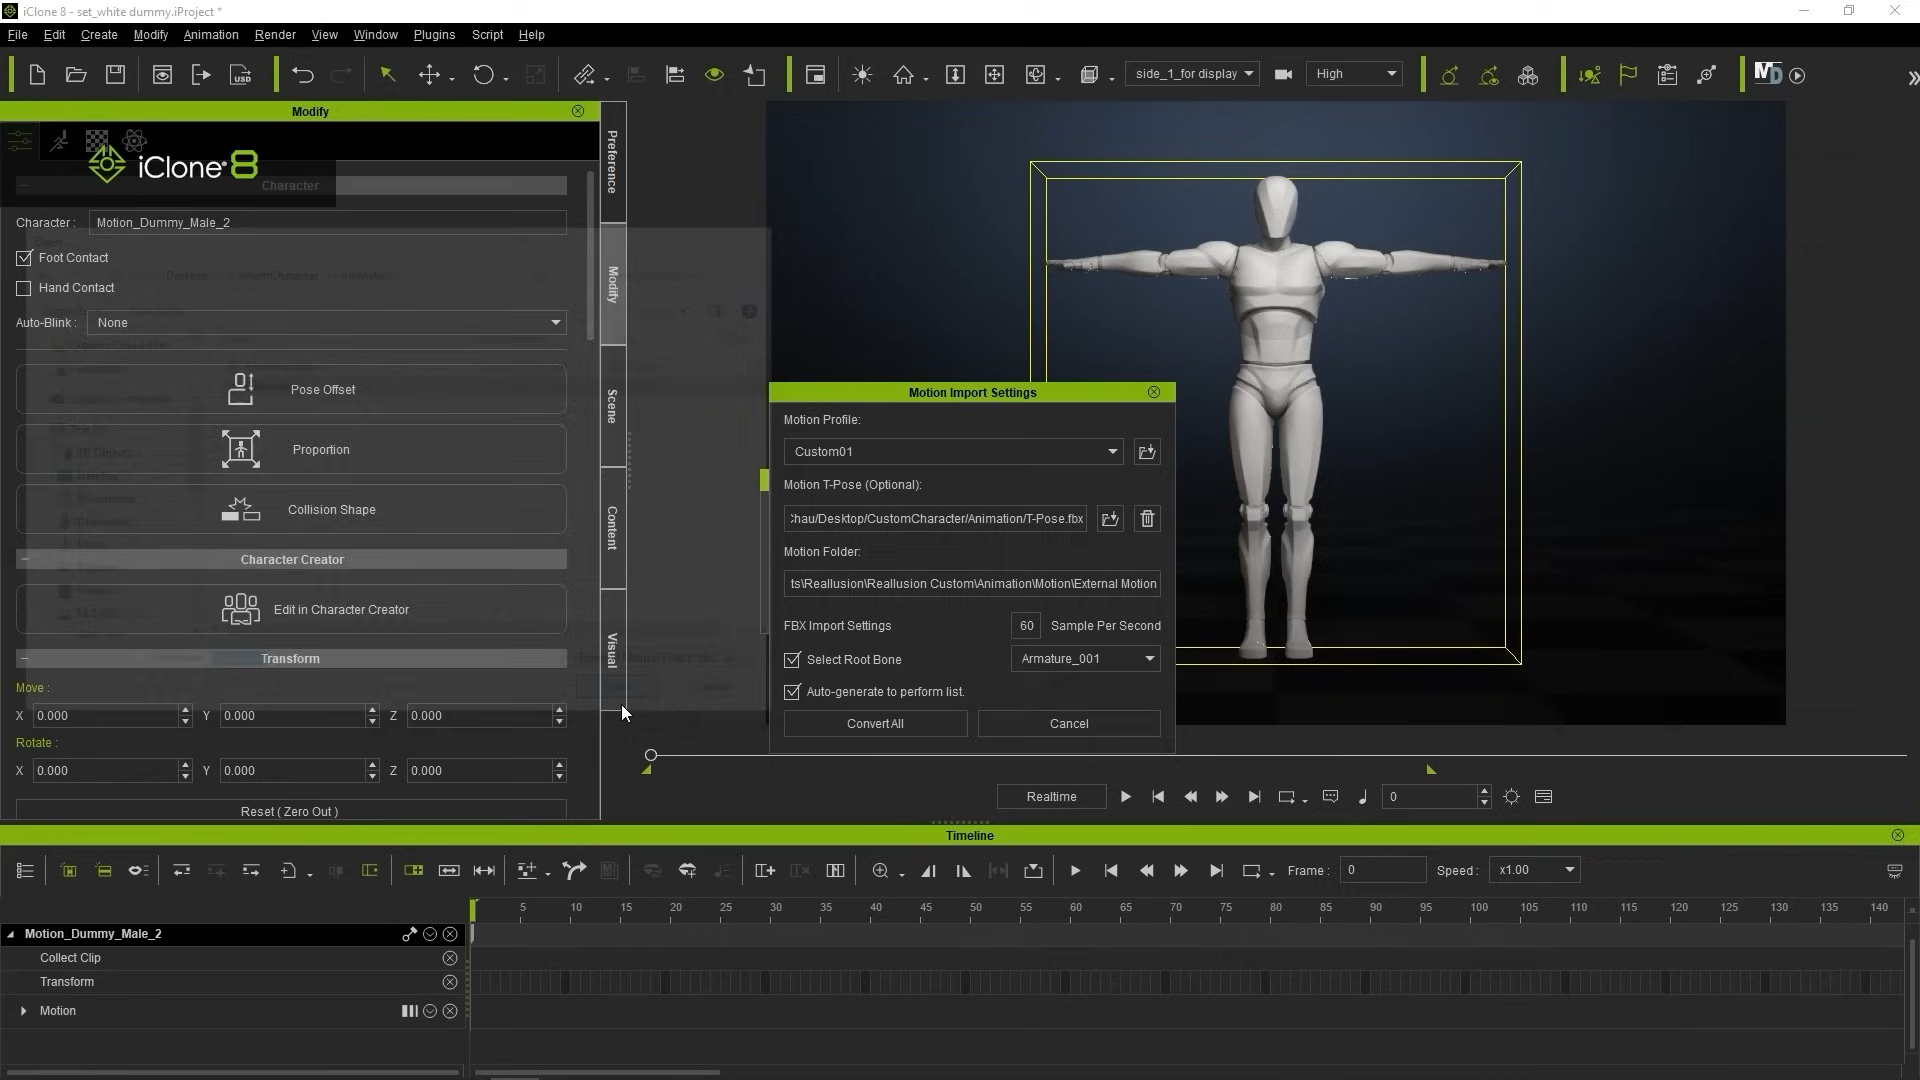 iClone 8 - set_white dummy.iProject *
File Edit Create Modify Animation Render View Window Plugins Script Help
USD side_1_for display High MD
Modify
iClone 8
Character
Character : Motion_Dummy_Male_2
Foot Contact
Hand Contact
Auto-Blink : None
Pose Offset
Proportion
Collision Shape
Character Creator
Edit in Character Creator
Transform
Move :
X 0.000 Y 0.000 Z 0.000
Rotate :
X 0.000 Y 0.000 Z 0.000
Reset ( Zero Out )
Preference
Modify
Scene
Content
Visual
Motion Import Settings
Motion Profile:
Custom01
Motion T-Pose (Optional):
hau/Desktop/CustomCharacter/Animation/T-Pose.fbx
Motion Folder:
ts\Reallusion\Reallusion Custom\Animation\Motion\External Motion
FBX Import Settings 60 Sample Per Second
Select Root Bone Armature_001
Auto-generate to perform list.
Convert All Cancel
Realtime 0
Timeline
Frame : 0 Speed : x1.00
5 10 15 20 25 30 35 40 45 50 55 60 65 70 75 80 85 90 95 100 105 110 115 120 125 130 135 140
Motion_Dummy_Male_2
Collect Clip
Transform
Motion